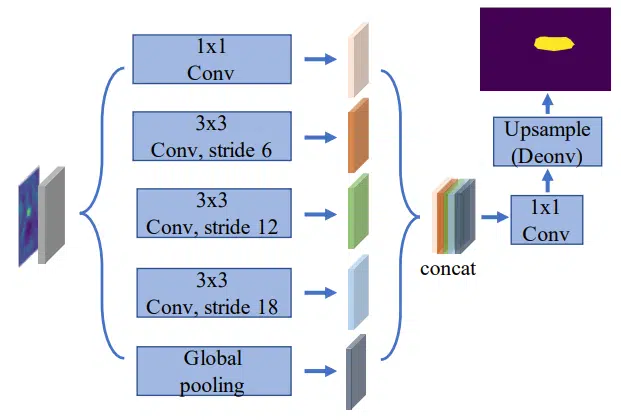 1x1
Conv
3x3
Conv, stride 6
3x3
Conv, stride 12
3x3
Conv, stride 18
Global
pooling
concat
1x1
Conv
Upsample
(Deonv)